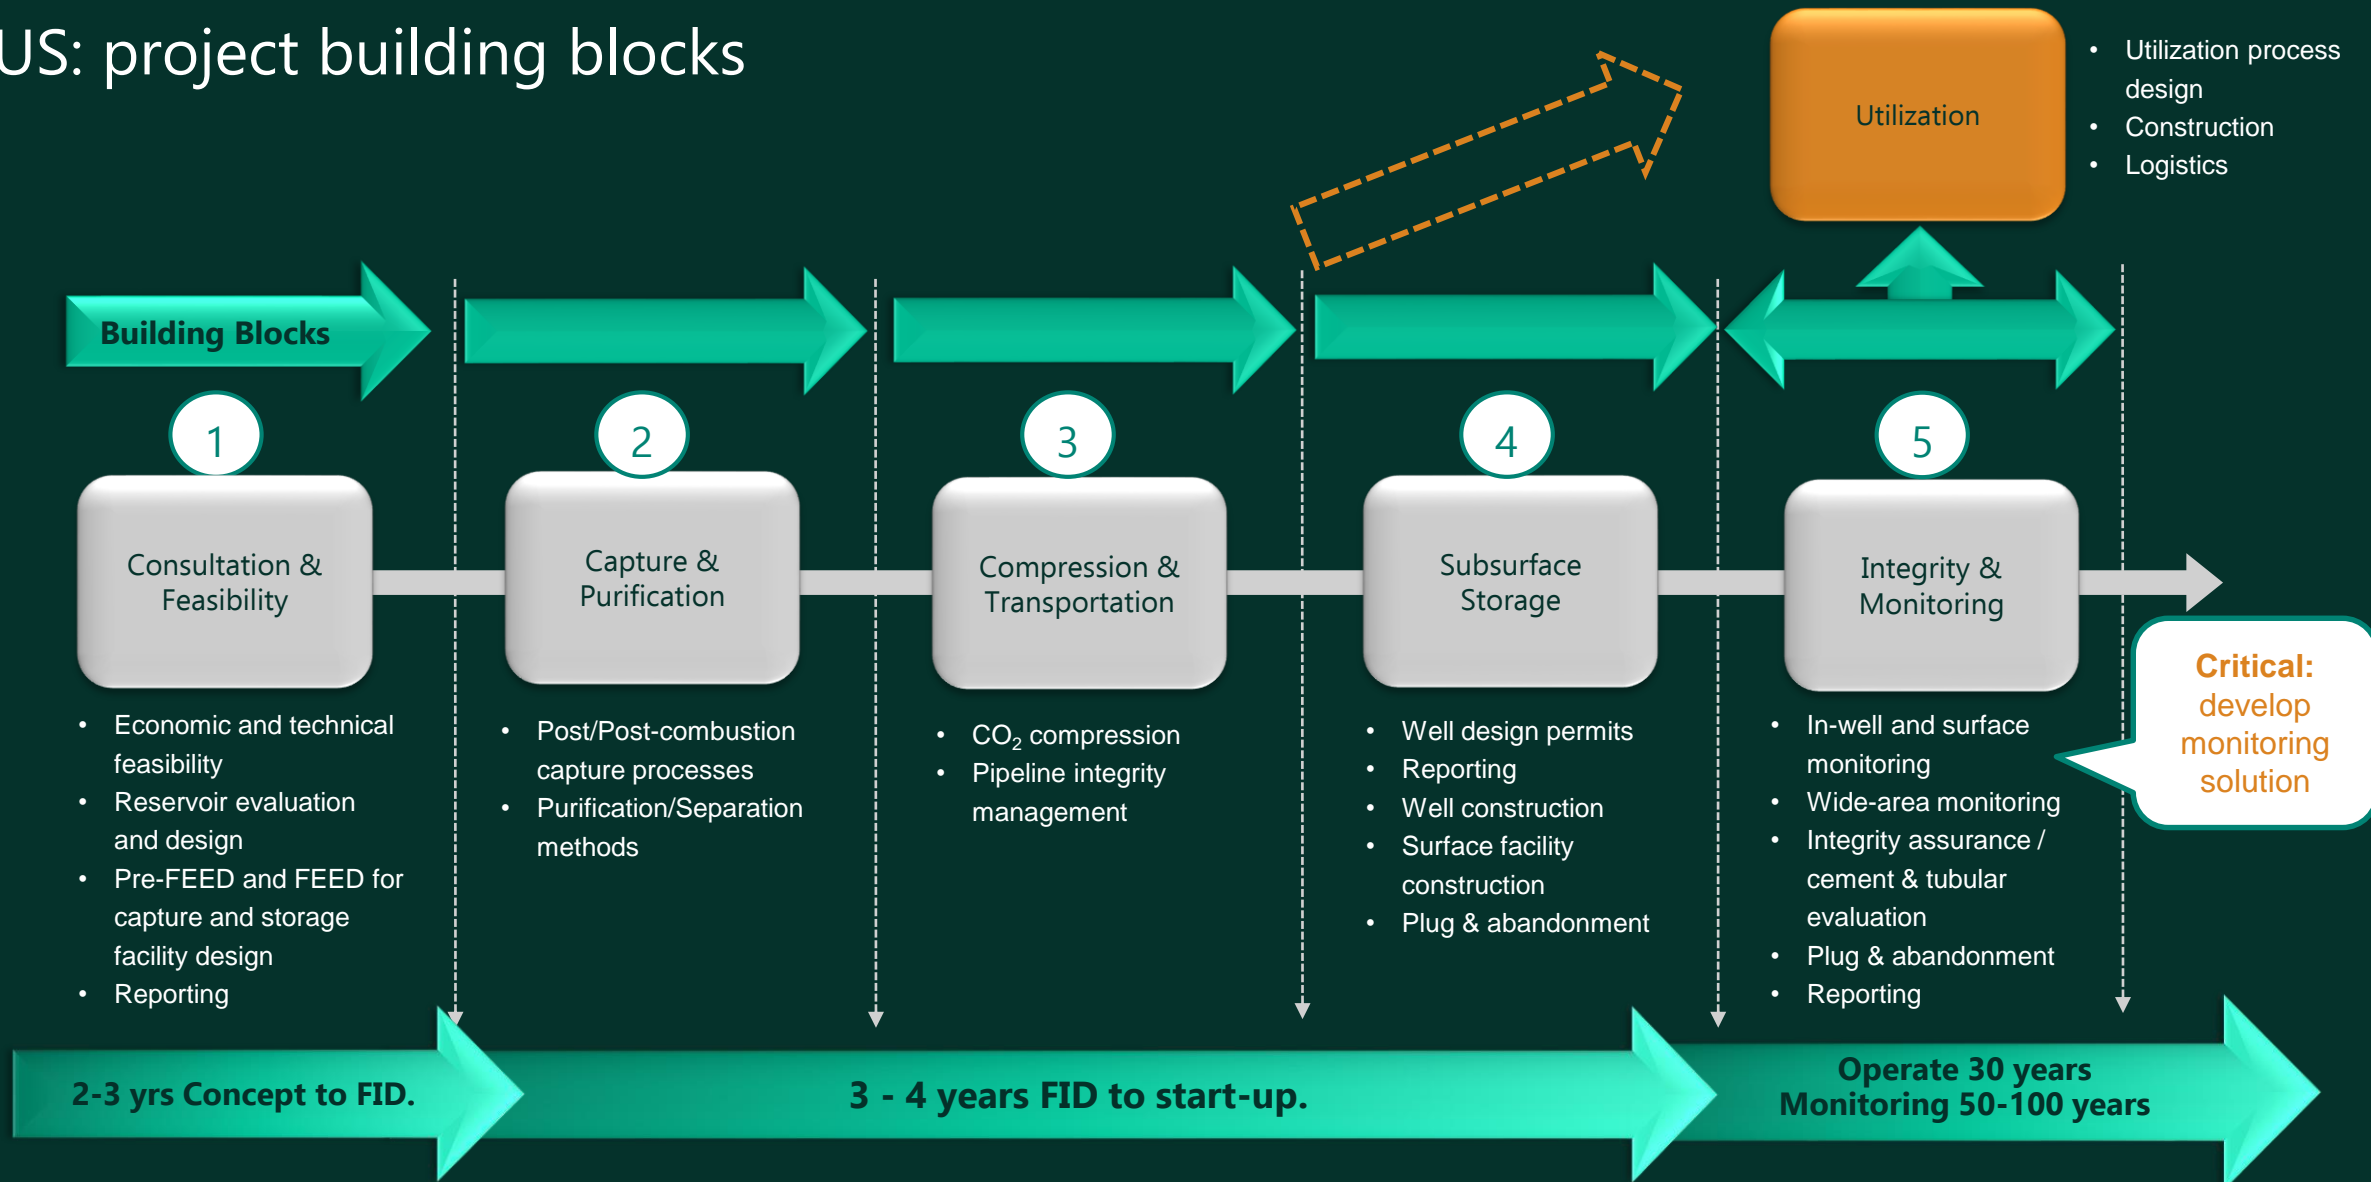 US: project building blocks
Utilization
• Utilization process
design
• Construction
• Logistics
Building Blocks
1
2
3
4
5
Consultation &
Feasibility
Capture &
Purification
Compression &
Transportation
Subsurface
Storage
Integrity &
Monitoring
• Economic and technical
feasibility
• Reservoir evaluation
and design
• Pre-FEED and FEED for
capture and storage
facility design
• Reporting
• Post/Post-combustion
capture processes
• Purification/Separation
methods
• CO₂ compression
• Pipeline integrity
management
• Well design permits
• Reporting
• Well construction
• Surface facility
construction
• Plug & abandonment
• In-well and surface
monitoring
• Wide-area monitoring
• Integrity assurance /
cement & tubular
evaluation
• Plug & abandonment
• Reporting
Critical:
develop
monitoring
solution
2-3 yrs Concept to FID.
3 - 4 years FID to start-up.
Operate 30 years
Monitoring 50-100 years